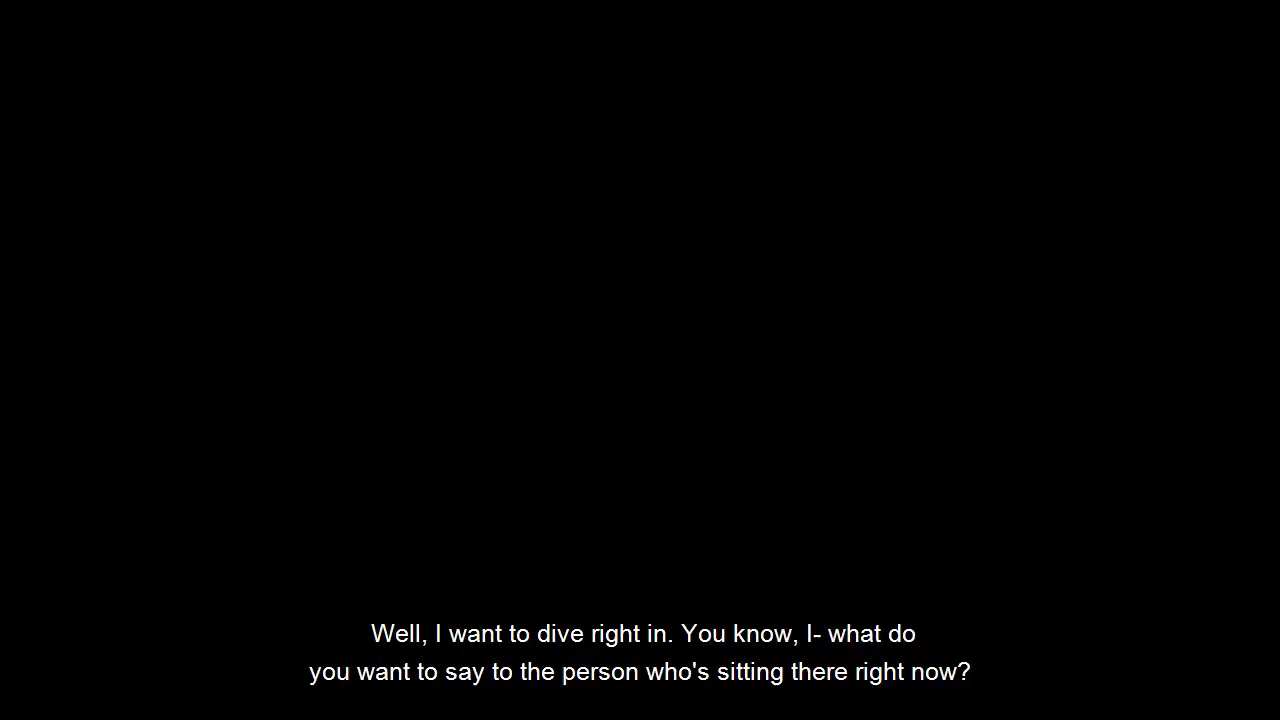 Well, I want to dive right in. You know, I- what do
you want to say to the person who's sitting there right now?